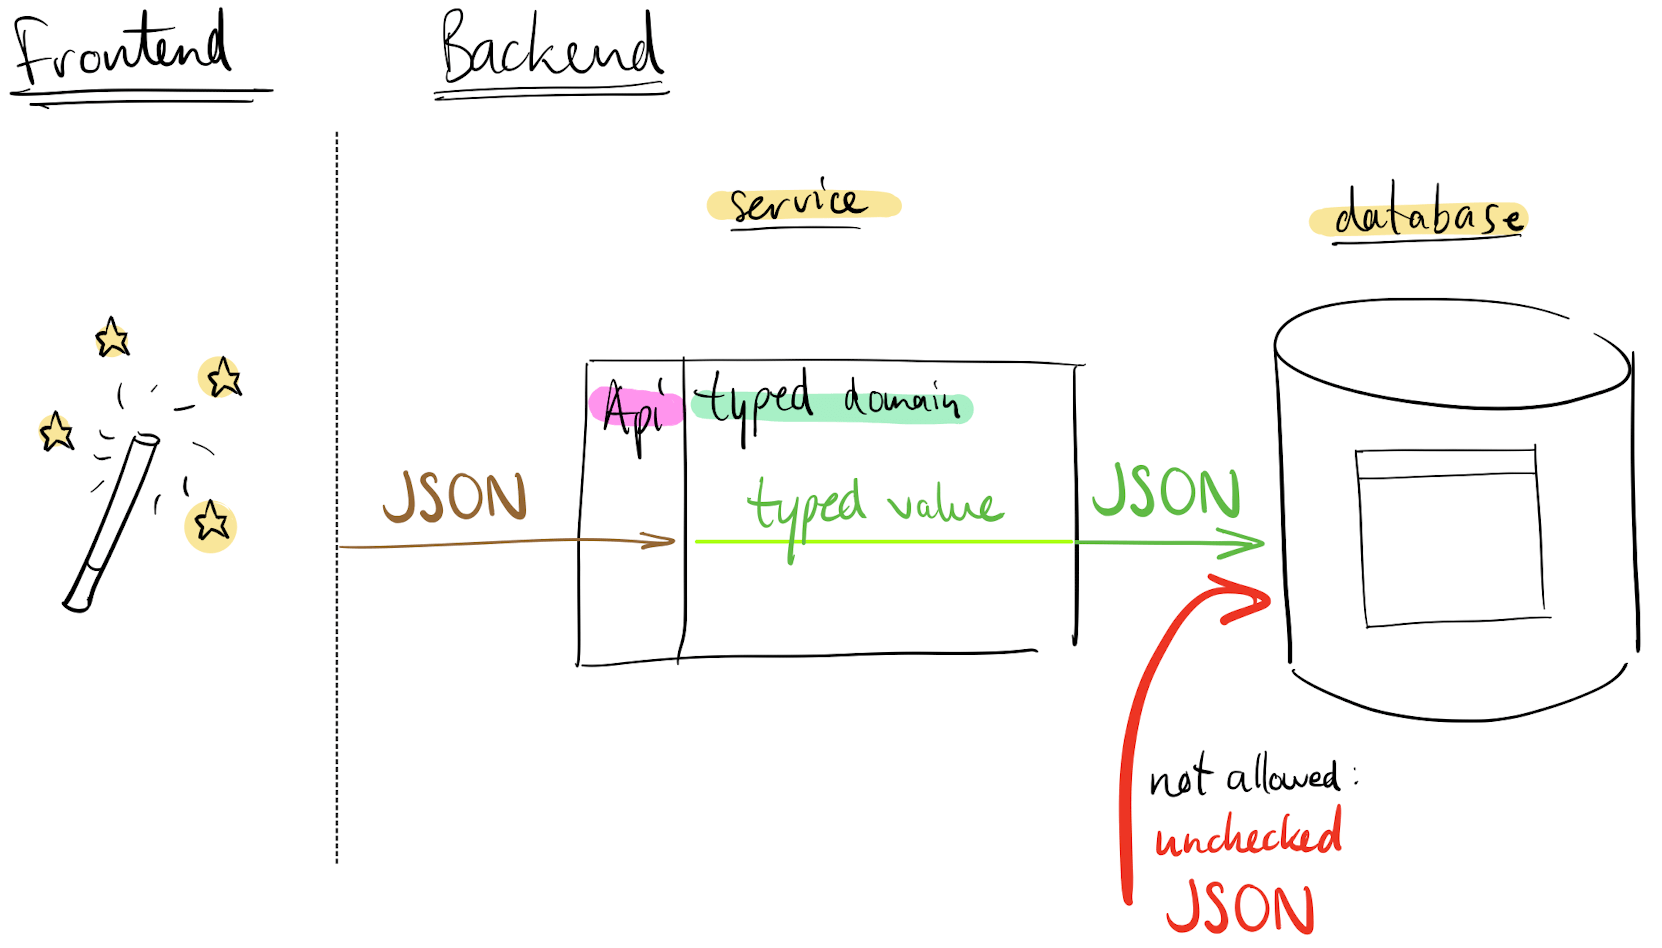 Frontend
Backend
service
database
Api
typed domain
JSON
typed value
JSON
not allowed:
unchecked
JSON